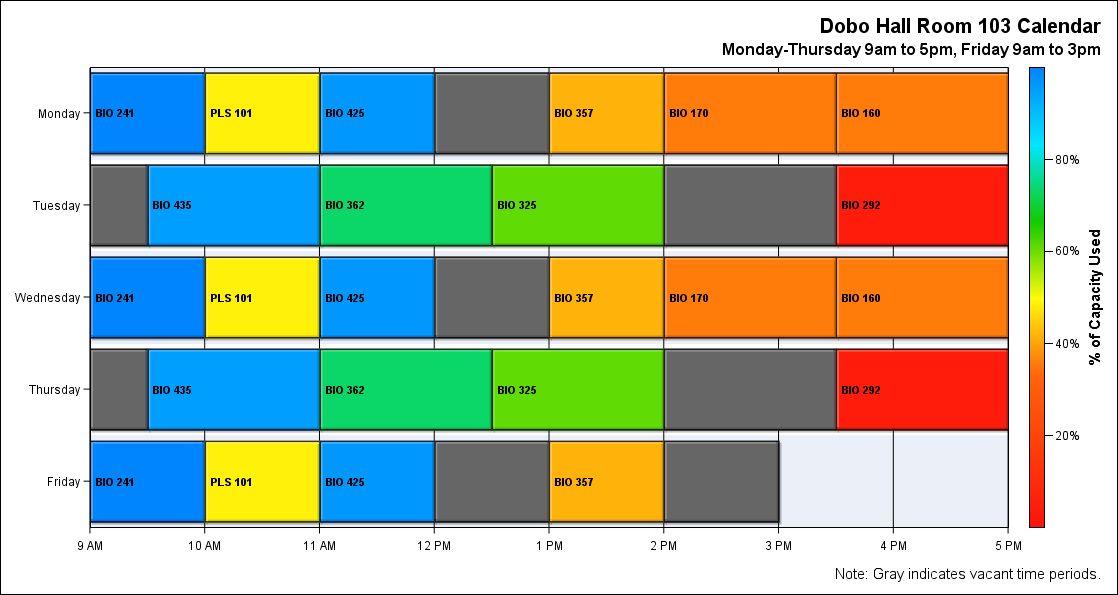 Dobo Hall Room 103 Calendar
Monday-Thursday 9am to 5pm, Friday 9am to 3pm
Monday BIO 241 PLS 101 BIO 425 BIO 357 BIO 170 BIO 160
Tuesday BIO 435 BIO 362 BIO 325 BIO 292
Wednesday BIO 241 PLS 101 BIO 425 BIO 357 BIO 170 BIO 160
Thursday BIO 435 BIO 362 BIO 325 BIO 292
Friday BIO 241 PLS 101 BIO 425 BIO 357
9 AM 10 AM 11 AM 12 PM 1 PM 2 PM 3 PM 4 PM 5 PM
80%
60%
40%
20%
% of Capacity Used
Note: Gray indicates vacant time periods.